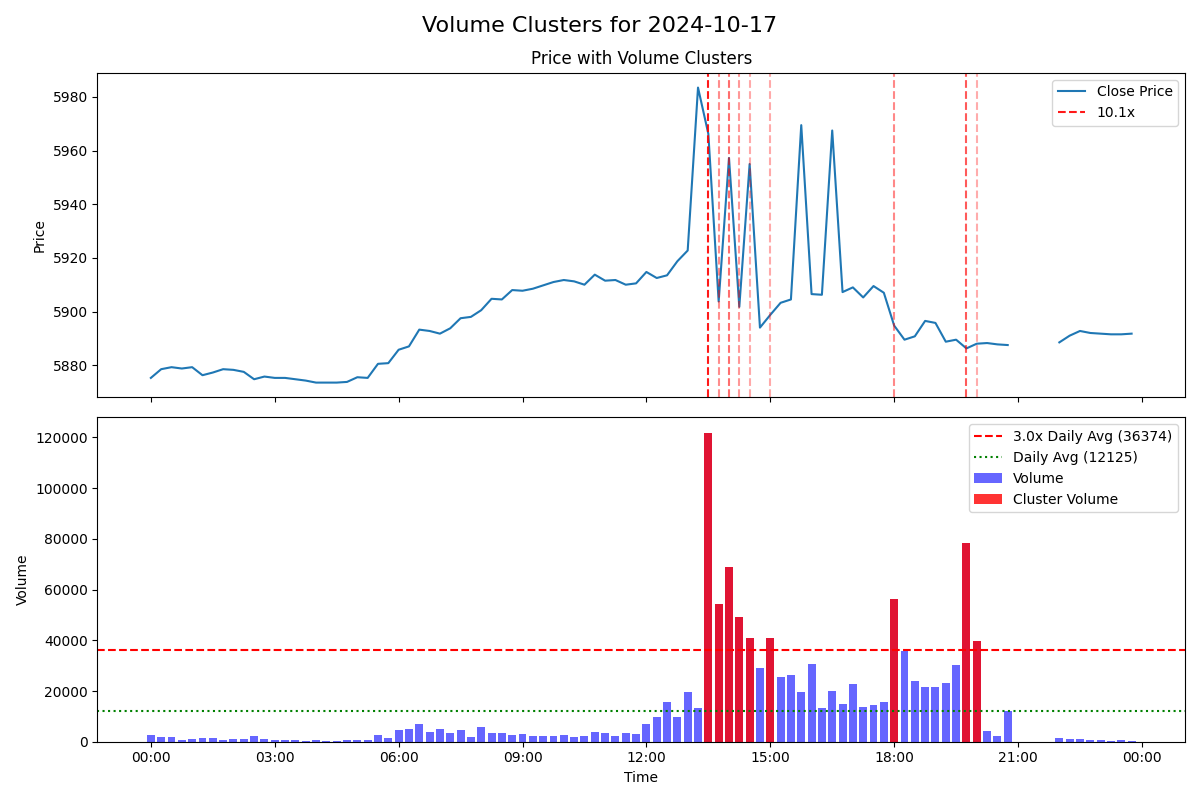 Volume Clusters for 2024-10-17
Price with Volume Clusters
Close Price
10.1x
5980
5960
5940
5920
5900
5880
Price
3.0x Daily Avg (36374)
Daily Avg (12125)
Volume
Cluster Volume
120000
100000
80000
60000
40000
20000
0
Volume
00:00
03:00
06:00
09:00
12:00
15:00
18:00
21:00
00:00
Time